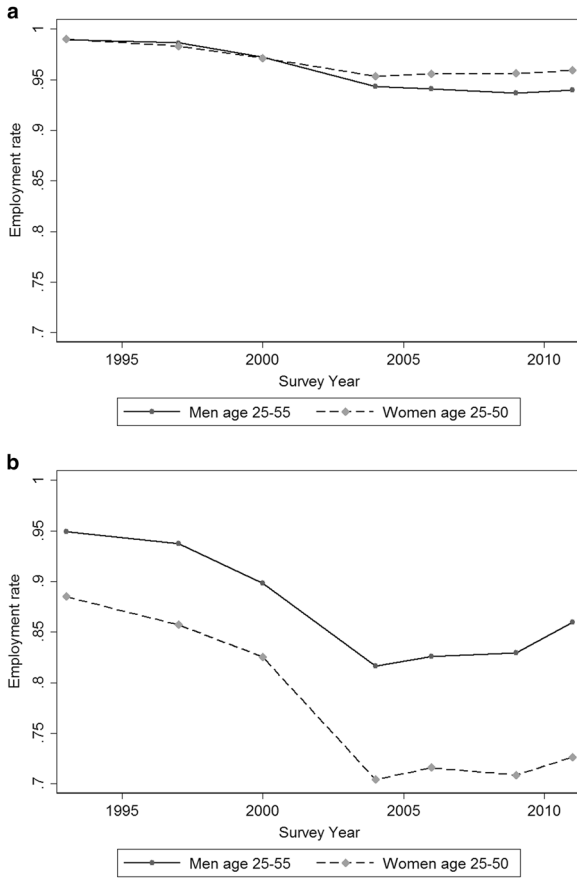 a
1
.95
.9
.85
.8
.75
.7
Employment rate
1995 2000 2005 2010
Survey Year
Men age 25-55 Women age 25-50
b
1
.95
.9
.85
.8
.75
.7
Employment rate
1995 2000 2005 2010
Survey Year
Men age 25-55 Women age 25-50